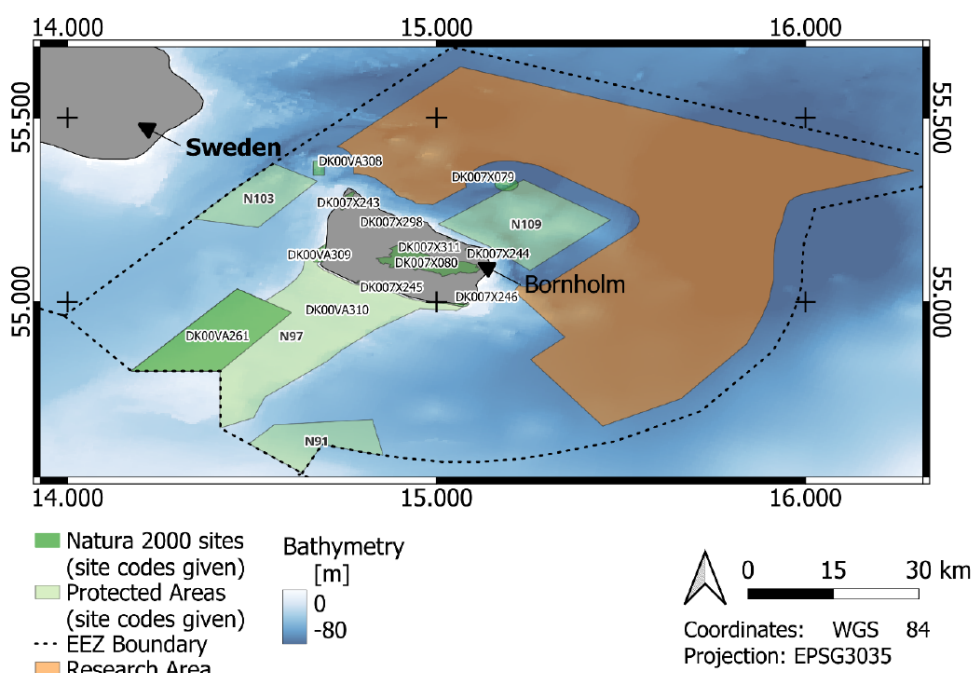 14.000 15.000 16.000
55.500 55.500
Sweden
DK00VA308
DK007X079
N103
DK007X243
DK007X298
N109
DK007X311
DK007X244
DK00VA309
DK007X080
Bornholm
DK007X245
DK007X246
55.000 55.000
DK00VA310
DK00VA261
N97
N91
14.000 15.000 16.000
Natura 2000 sites
(site codes given)
Protected Areas
(site codes given)
EEZ Boundary
Research Area
Bathymetry
[m]
0
-80
0 15 30 km
Coordinates: WGS 84
Projection: EPSG3035